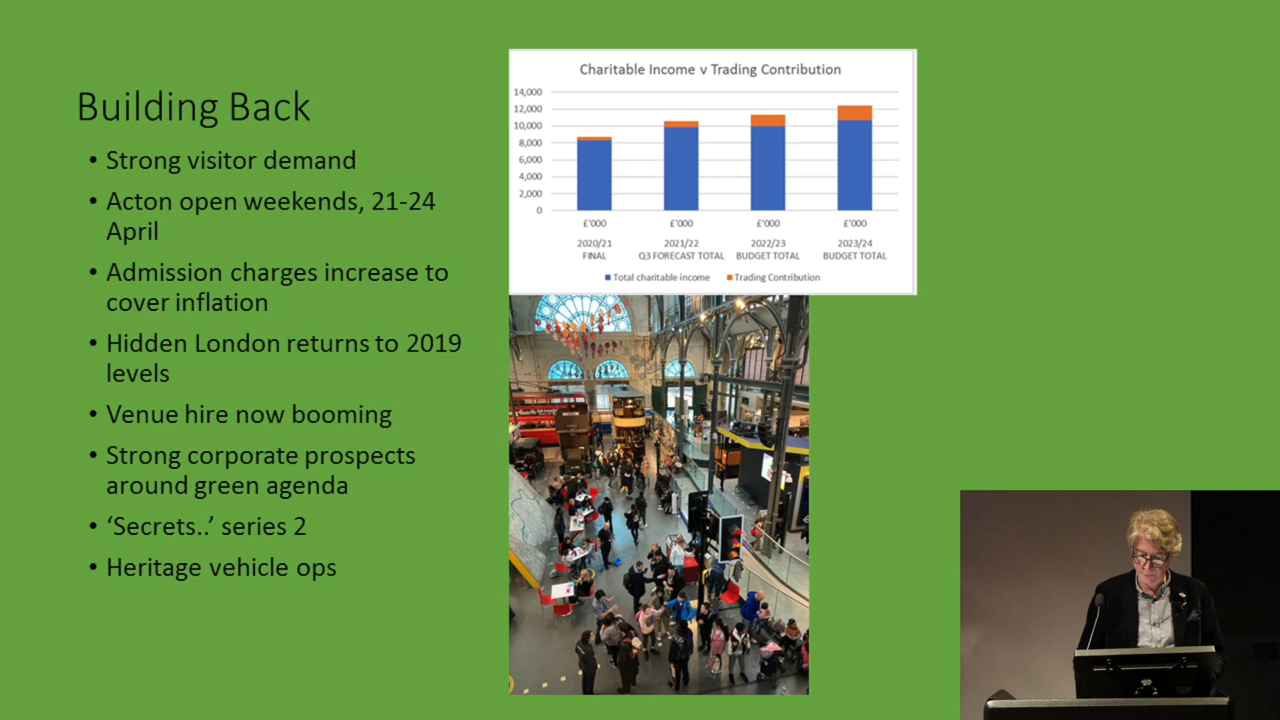 Building Back
• Strong visitor demand
• Acton open weekends, 21-24
April
• Admission charges increase to
cover inflation
• Hidden London returns to 2019
levels
• Venue hire now booming
• Strong corporate prospects
around green agenda
• ‘Secrets..’ series 2
• Heritage vehicle ops
Charitable Income v Trading Contribution
14,000
12,000
10,000
8,000
6,000
4,000
2,000
0
£'000 £'000 £'000 £'000
2020/21 2021/22 2022/23 2023/24
FINAL Q3 FORECAST TOTAL BUDGET TOTAL BUDGET TOTAL
Total charitable income Trading Contribution